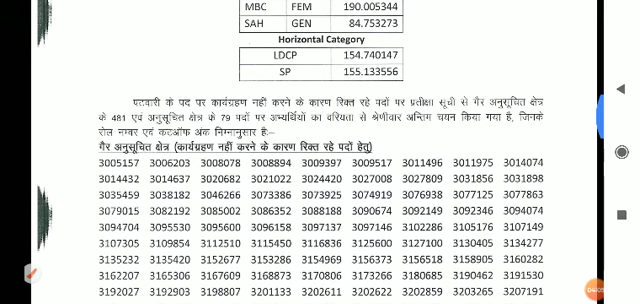 MBC FEM 190.005344
SAH GEN 84.753273
Horizontal Category
LDCP 154.740147
SP 155.133556
पटवारी के पद पर कार्यग्रहण नहीं करने के कारण रिक्त रहे पदों पर प्रतीक्षा सूची से गैर अनुसूचित क्षेत्र
के 481 एवं अनुसूचित क्षेत्र के 79 पदों पर अभ्यर्थियों का वरियता से श्रेणीवार अन्तिम चयन किया गया है, जिनके
रोल नम्बर एवं कटऑफ अंक निम्नानुसार है:–
गैर अनुसूचित क्षेत्र (कार्यग्रहण नहीं करने के कारण रिक्त रहे पदों हेतु)
3005157 3006203 3008078 3008894 3009397 3009517 3011496 3011975 3014074
3014432 3014637 3020682 3021022 3024420 3027008 3027809 3031856 3031898
3035459 3038182 3046266 3073386 3073925 3074919 3076938 3077125 3077863
3079015 3082192 3085002 3086352 3088188 3090674 3092149 3092346 3094074
3094704 3095530 3095600 3096158 3097137 3097146 3102286 3105176 3107149
3107305 3109854 3112510 3115450 3116836 3125600 3127100 3130405 3134277
3135232 3135420 3152677 3153286 3154969 3156373 3156518 3158905 3160282
3162207 3165306 3167609 3168873 3170806 3173266 3180685 3190462 3191530
3192027 3192903 3198807 3201133 3202611 3202622 3202859 3203265 3207191